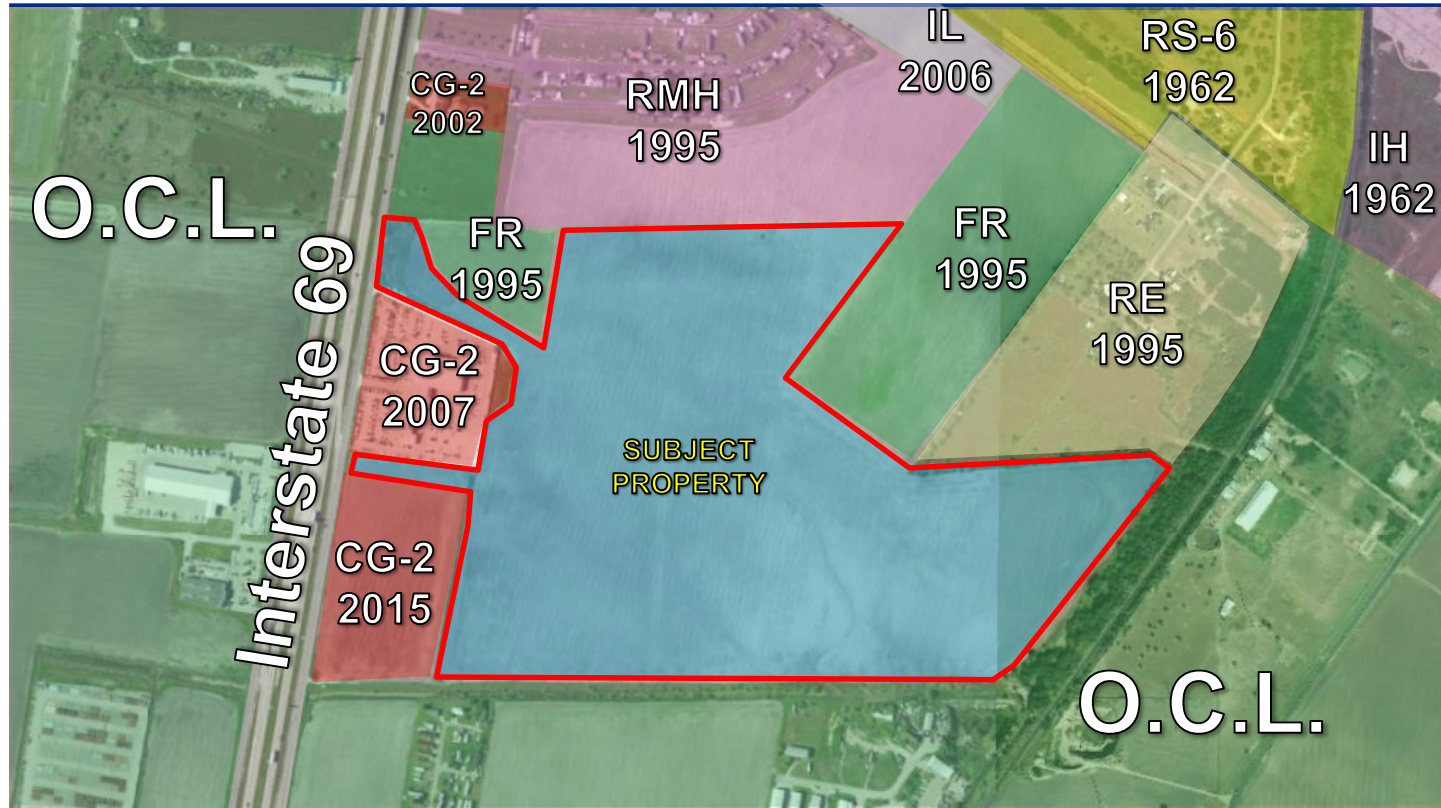 IL
2006
RS-6
1962
CG-2
2002
RMH
1995
IH
1962
O.C.L.
FR
1995
FR
1995
RE
1995
Interstate 69
CG-2
2007
SUBJECT
PROPERTY
CG-2
2015
O.C.L.